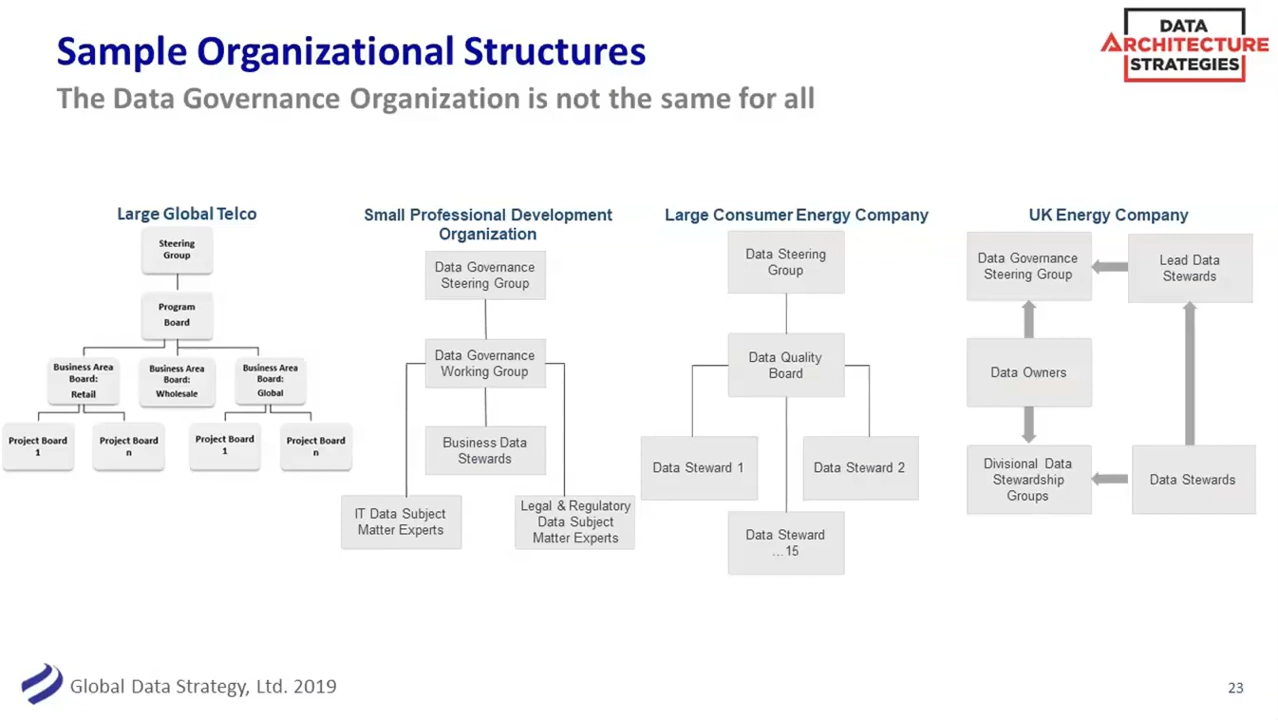 Sample Organizational Structures
The Data Governance Organization is not the same for all
DATA
ARCHITECTURE
STRATEGIES
Large Global Telco
Steering
Group
Program
Board
Business Area
Board:
Retail
Business Area
Board:
Wholesale
Business Area
Board:
Global
Project Board
1
Project Board
n
Project Board
1
Project Board
n
Small Professional Development
Organization
Data Governance
Steering Group
Data Governance
Working Group
Business Data
Stewards
IT Data Subject
Matter Experts
Legal & Regulatory
Data Subject
Matter Experts
Large Consumer Energy Company
Data Steering
Group
Data Quality
Board
Data Steward 1
Data Steward 2
Data Steward
...15
UK Energy Company
Data Governance
Steering Group
Lead Data
Stewards
Data Owners
Divisional Data
Stewardship
Groups
Data Stewards
Global Data Strategy, Ltd. 2019
23